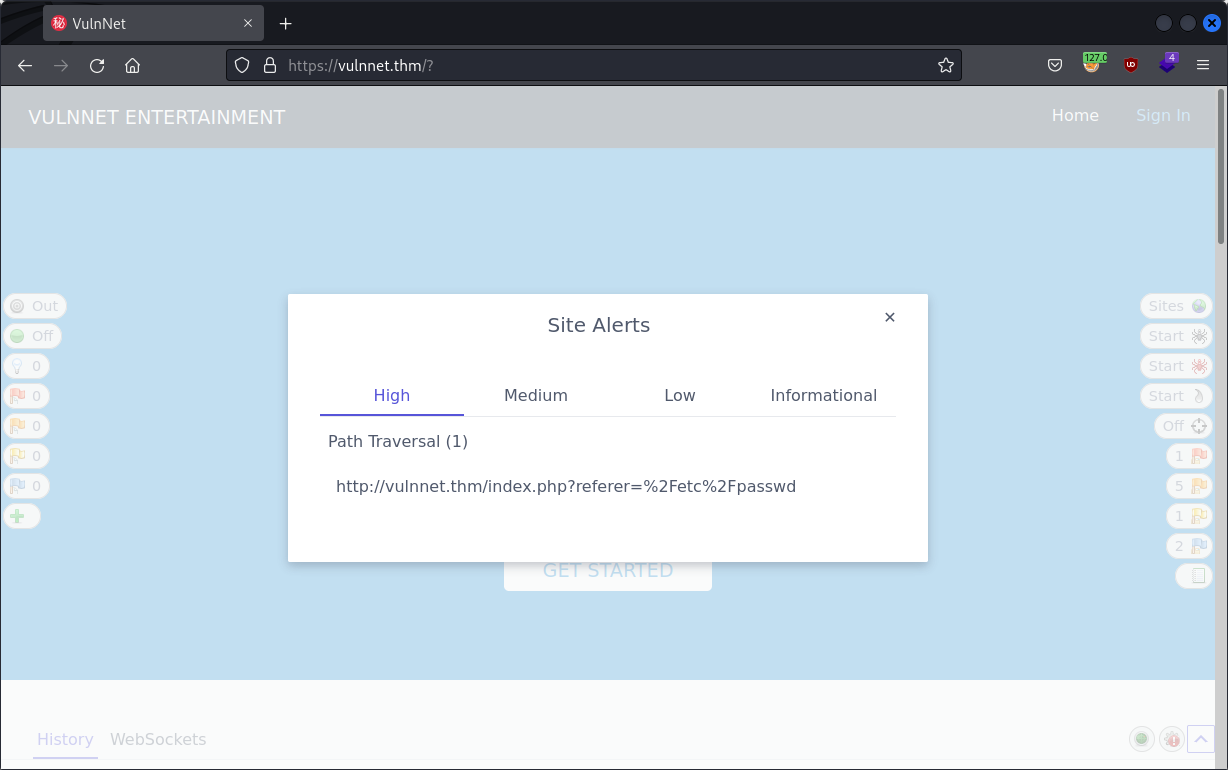 秘 VulnNet
https://vulnnet.thm/?
127.0
4
VULNNET ENTERTAINMENT
Home
Sign In
Out
Off
0
0
0
0
0
Sites
Start
Start
Start
Off
1
5
1
2
Site Alerts
×
High
Medium
Low
Informational
Path Traversal (1)
http://vulnnet.thm/index.php?referer=%2Fetc%2Fpasswd
GET STARTED
History
WebSockets